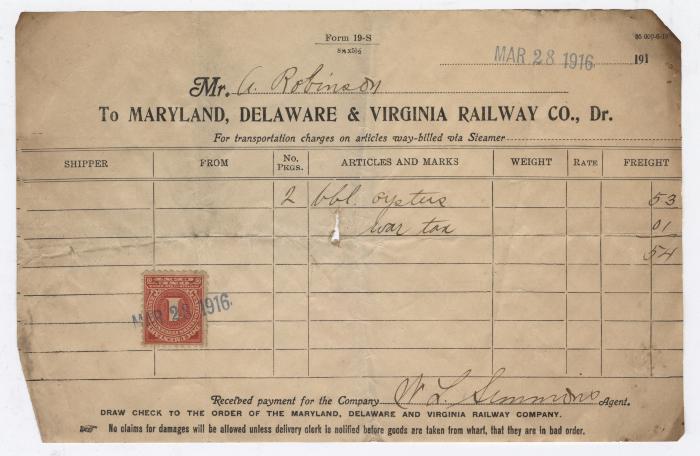 Form 19-S
8½x5½
MAR 28 1916 191
Mr. A. Robinson
To MARYLAND, DELAWARE & VIRGINIA RAILWAY CO., Dr.
For transportation charges on articles way-billed via Steamer
SHIPPER FROM No. PKGS. ARTICLES AND MARKS WEIGHT RATE FREIGHT
2 bbl. oysters 53
war tax 01
54
1
MAR 28 1916.
Received payment for the Company W L Simmons Agent.
DRAW CHECK TO THE ORDER OF THE MARYLAND, DELAWARE AND VIRGINIA RAILWAY COMPANY.
No claims for damages will be allowed unless delivery clerk is notified before goods are taken from wharf, that they are in bad order.